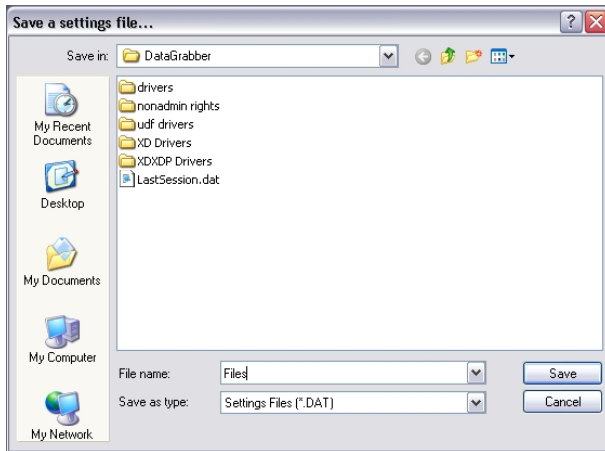 Save a settings file...
Save in: DataGrabber
My Recent
Documents
Desktop
My Documents
My Computer
My Network
drivers
nonadmin rights
udf drivers
XD Drivers
XDXDP Drivers
LastSession.dat
File name: Files Save
Save as type: Settings Files (*.DAT) Cancel